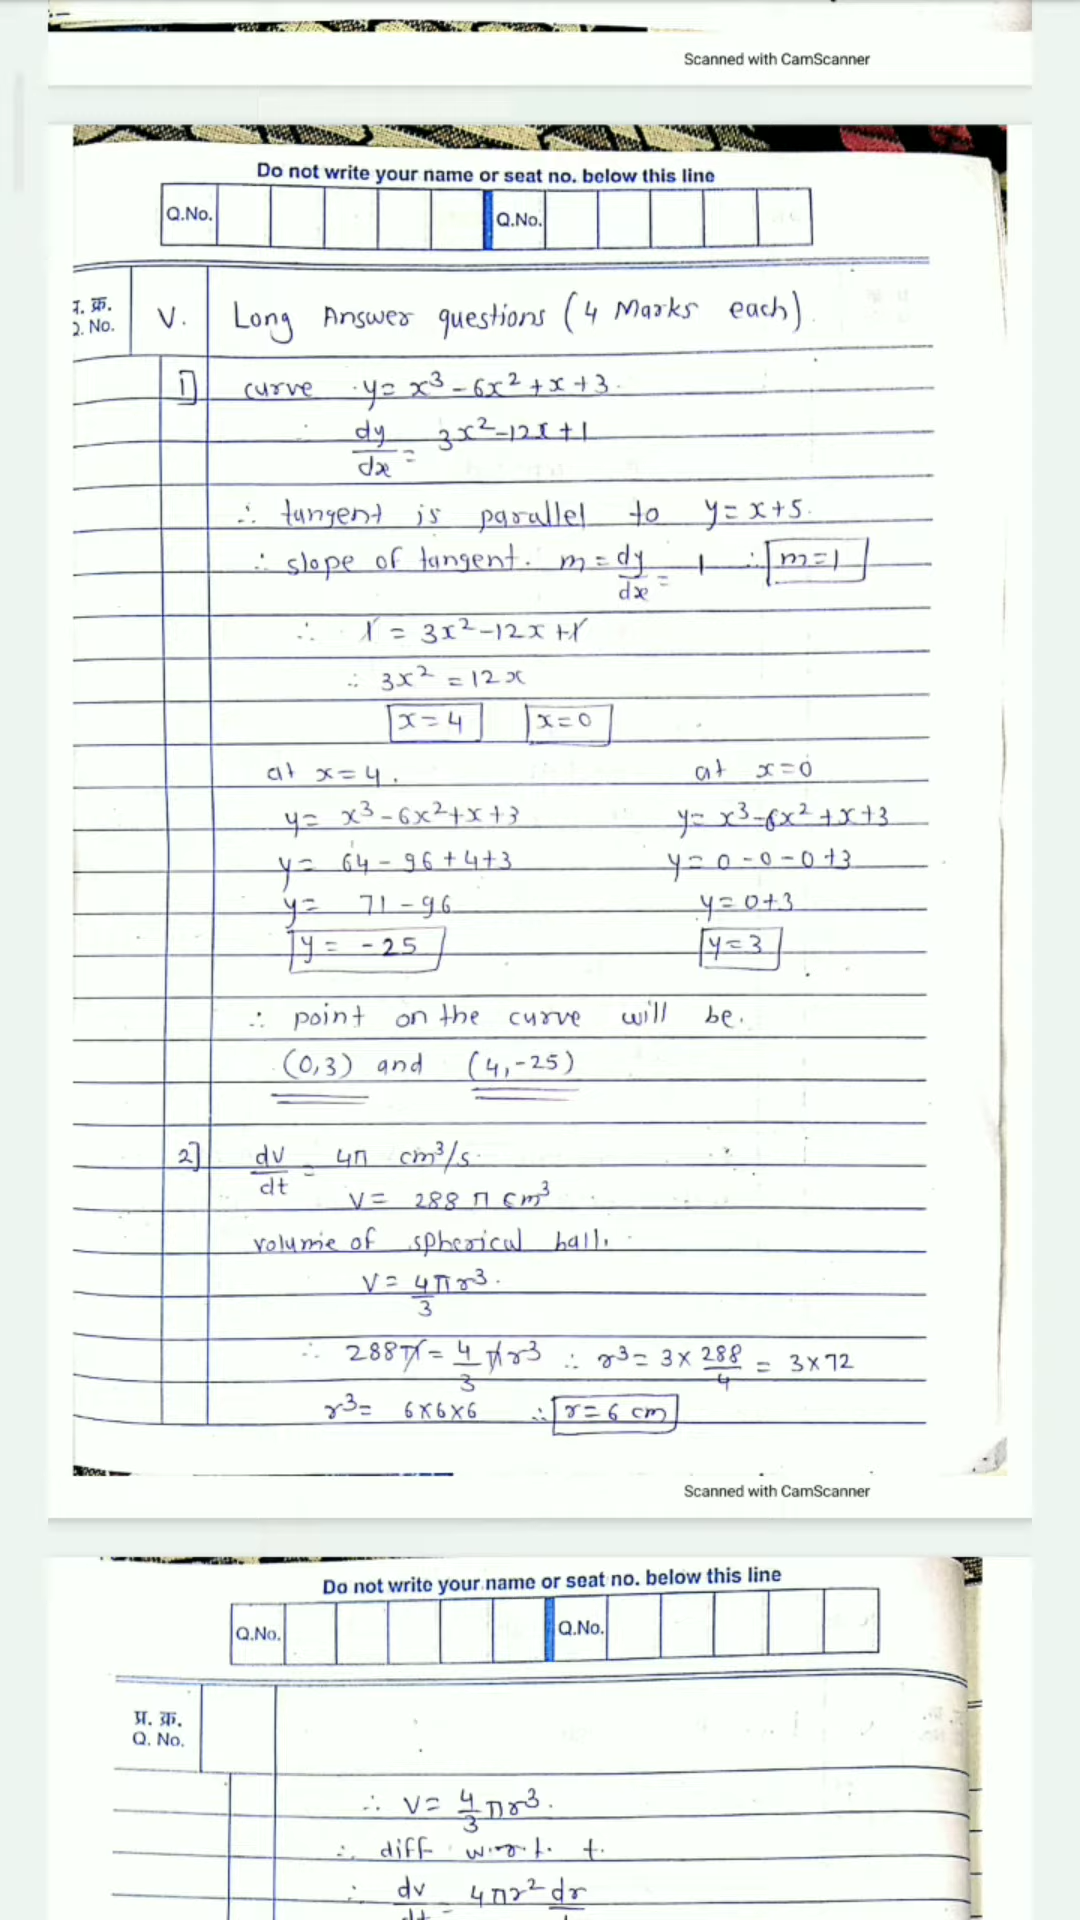 Scanned with CamScanner
Do not write your name or seat no. below this line
Q.No. Q.No.
प्र. क्र.
Q. No.
V. Long Answer questions (4 Marks each)
1] curve y = x³ - 6x² + x + 3.
dy/dx = 3x² - 12x + 1
∴ tangent is parallel to y = x + 5.
∴ slope of tangent. m = dy/dx = 1 ∴ m = 1
∴ 1 = 3x² - 12x + 1
∴ 3x² = 12x
x = 4 x = 0
at x = 4. at x = 0
y = x³ - 6x² + x + 3 y = x³ - 6x² + x + 3
y = 64 - 96 + 4 + 3 y = 0 - 0 - 0 + 3
y = 71 - 96 y = 0 + 3
y = -25 y = 3
∴ point on the curve will be.
(0,3) and (4,-25)
2] dv/dt = 4π cm³/s.
v = 288 π cm³
volume of spherical ball.
V = 4πr³/3.
∴ 288π = 4/3 πr³ ∴ r³ = 3 × 288/4 = 3×72
r³ = 6×6×6 ∴ r = 6 cm
Scanned with CamScanner
Do not write your name or seat no. below this line
Q.No. Q.No.
प्र. क्र.
Q. No.
∴ V = 4/3 πr³.
∴ diff w.r.t. t.
∴ dv/dt = 4πr² dr